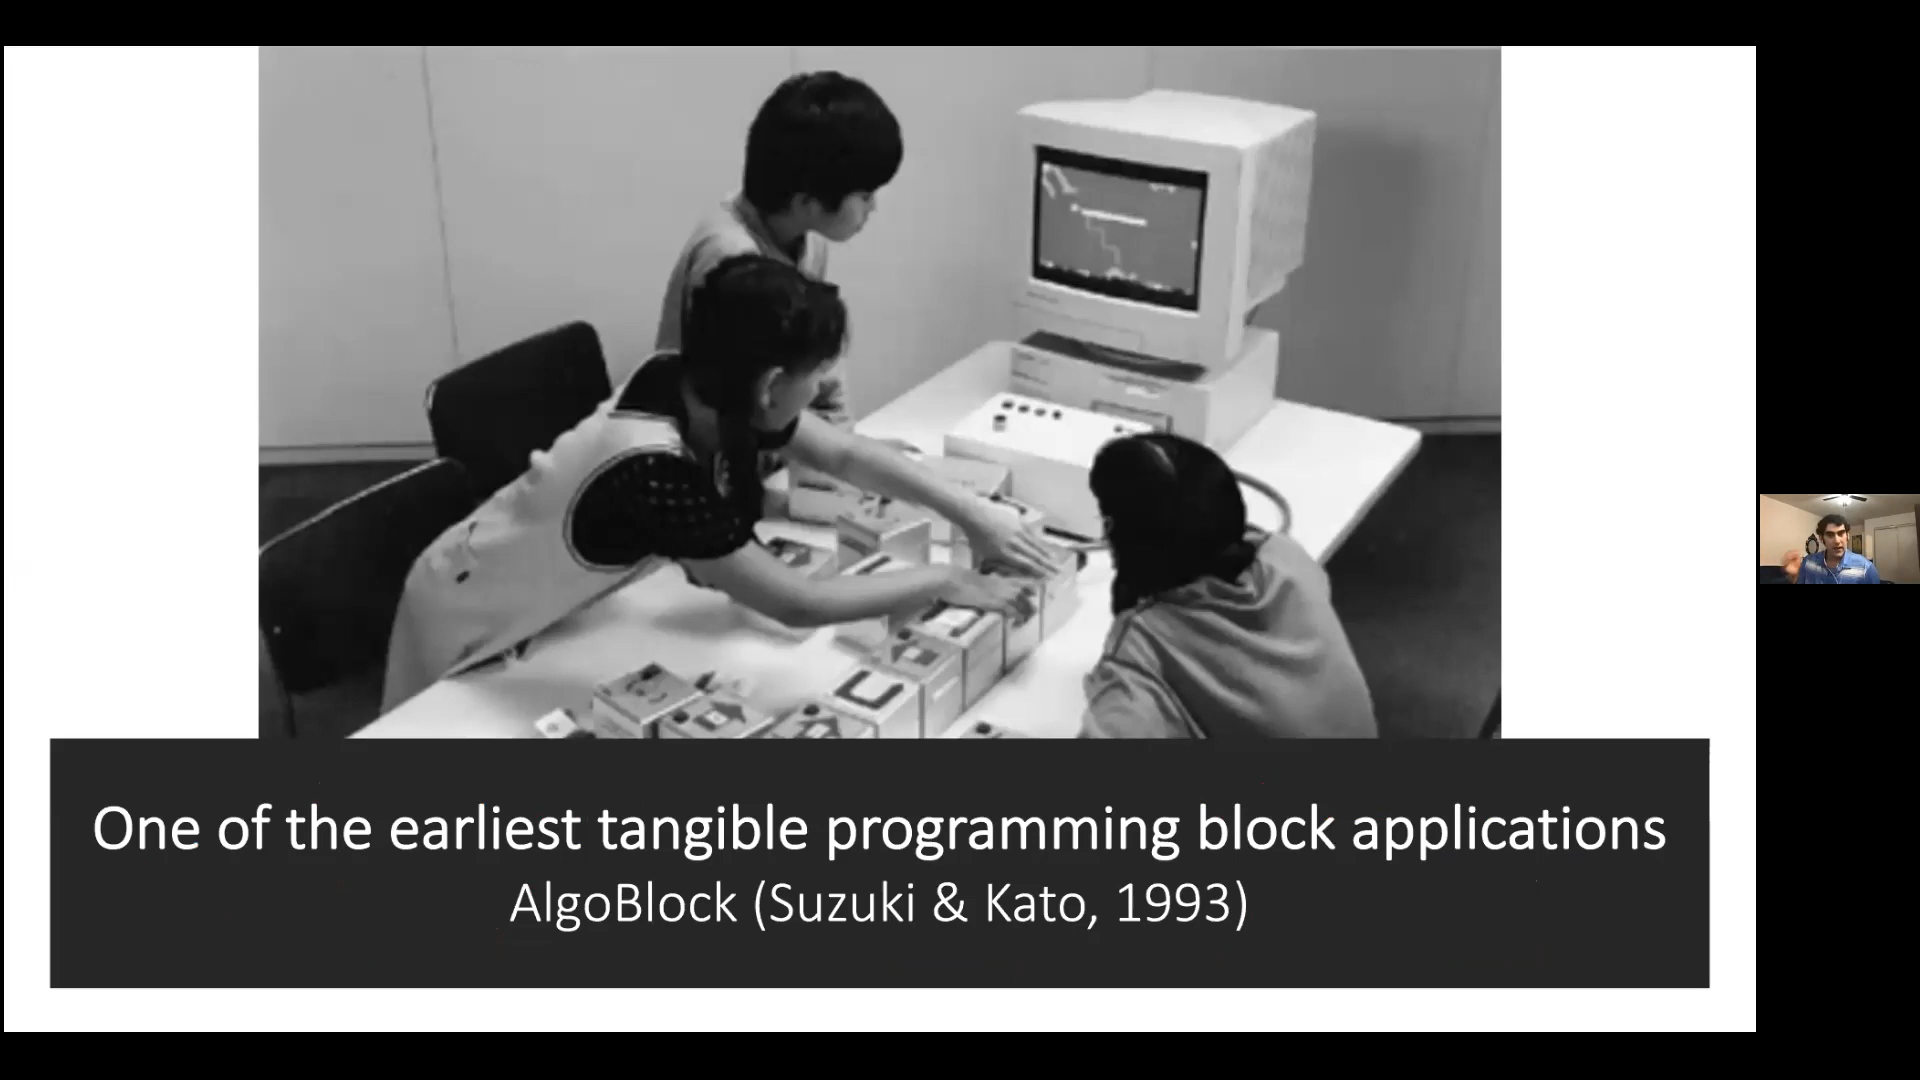 One of the earliest tangible programming block applications
AlgoBlock (Suzuki & Kato, 1993)